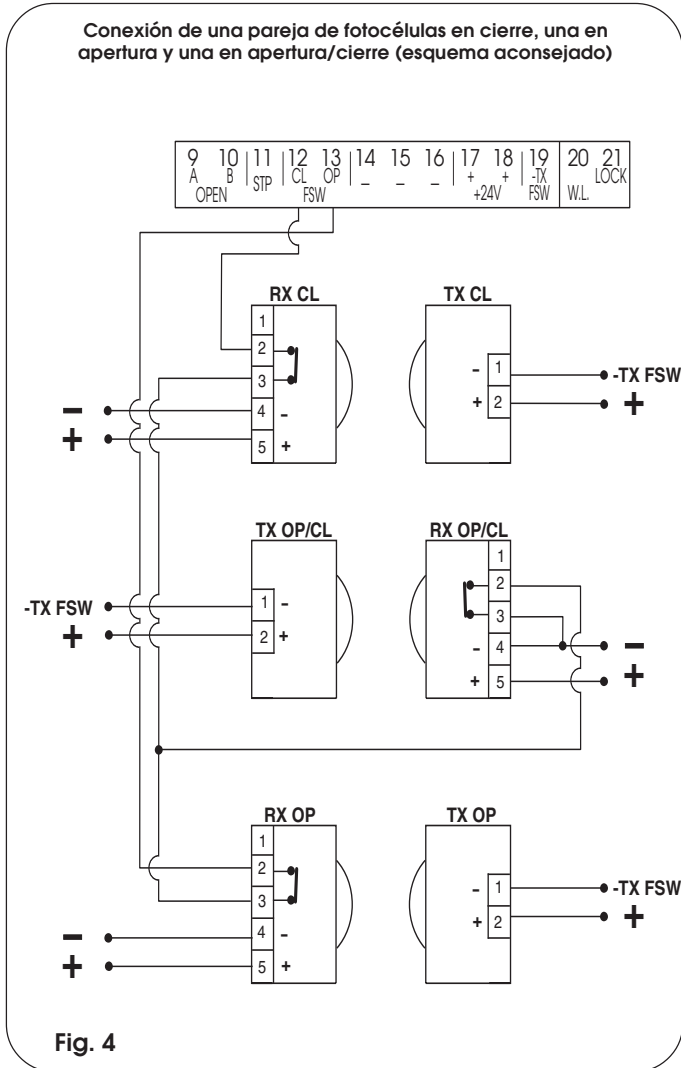 Conexión de una pareja de fotocélulas en cierre, una en
apertura y una en apertura/cierre (esquema aconsejado)
9 10 11 12 13 14 15 16 17 18 19 20 21
A B STP CL OP – – – + + -TX LOCK
OPEN FSW +24V FSW W.L.
RX CL TX CL
1
2
3
4 -
5 +
- 1 -TX FSW
+ 2 +
-
+
TX OP/CL RX OP/CL
-TX FSW 1 -
+ 2 +
1
2
3
- 4 -
+ 5 +
RX OP TX OP
1
2
3
4 -
5 +
- 1 -TX FSW
+ 2 +
-
+
Fig. 4